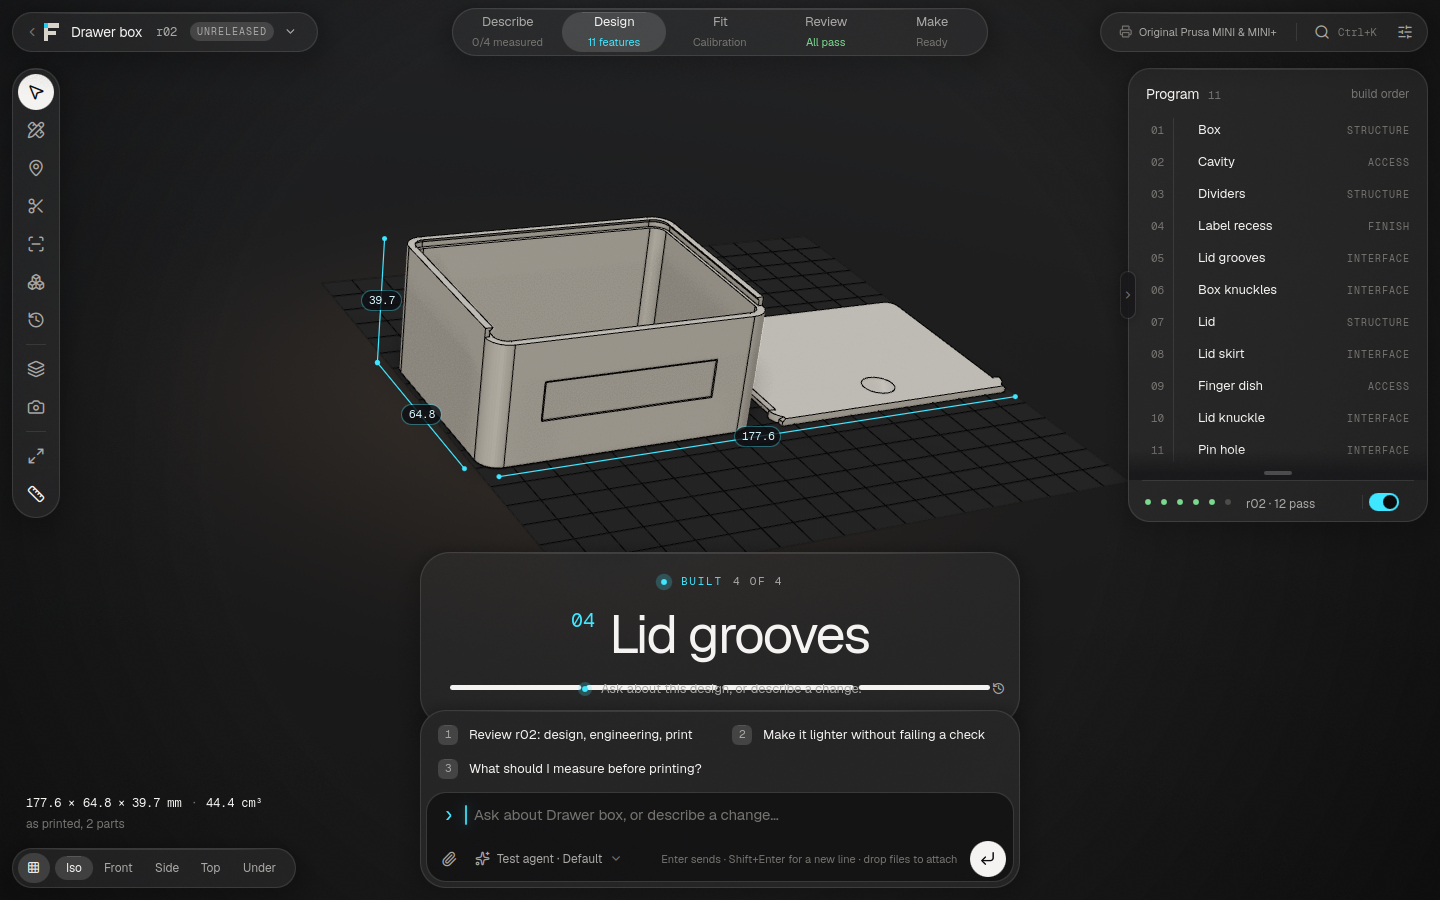 Drawer box r02 UNRELEASED
Describe
0/4 measured
Design
11 features
Fit
Calibration
Review
All pass
Make
Ready
Original Prusa MINI & MINI+
Ctrl+K
Program 11 build order
01 Box STRUCTURE
02 Cavity ACCESS
03 Dividers STRUCTURE
04 Label recess FINISH
05 Lid grooves INTERFACE
06 Box knuckles INTERFACE
07 Lid STRUCTURE
08 Lid skirt INTERFACE
09 Finger dish ACCESS
10 Lid knuckle INTERFACE
11 Pin hole INTERFACE
r02 · 12 pass
39.7
64.8
177.6
BUILT 4 OF 4
04 Lid grooves
Ask about this design, or describe a change.
1 Review r02: design, engineering, print
2 Make it lighter without failing a check
3 What should I measure before printing?
› Ask about Drawer box, or describe a change…
Test agent · Default
Enter sends · Shift+Enter for a new line · drop files to attach
177.6 × 64.8 × 39.7 mm · 44.4 cm³
as printed, 2 parts
Iso Front Side Top Under